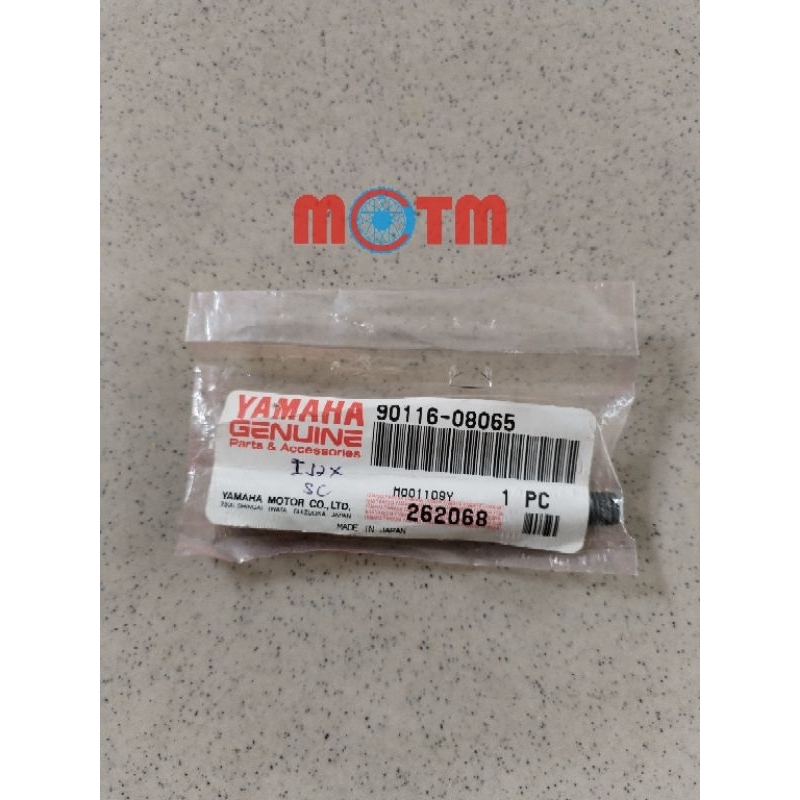 MOTM
YAMAHA
GENUINE
Parts & Accessories
90116-08065
SC
M001109Y
1 PC
YAMAHA MOTOR CO., LTD.
262068
MADE IN JAPAN